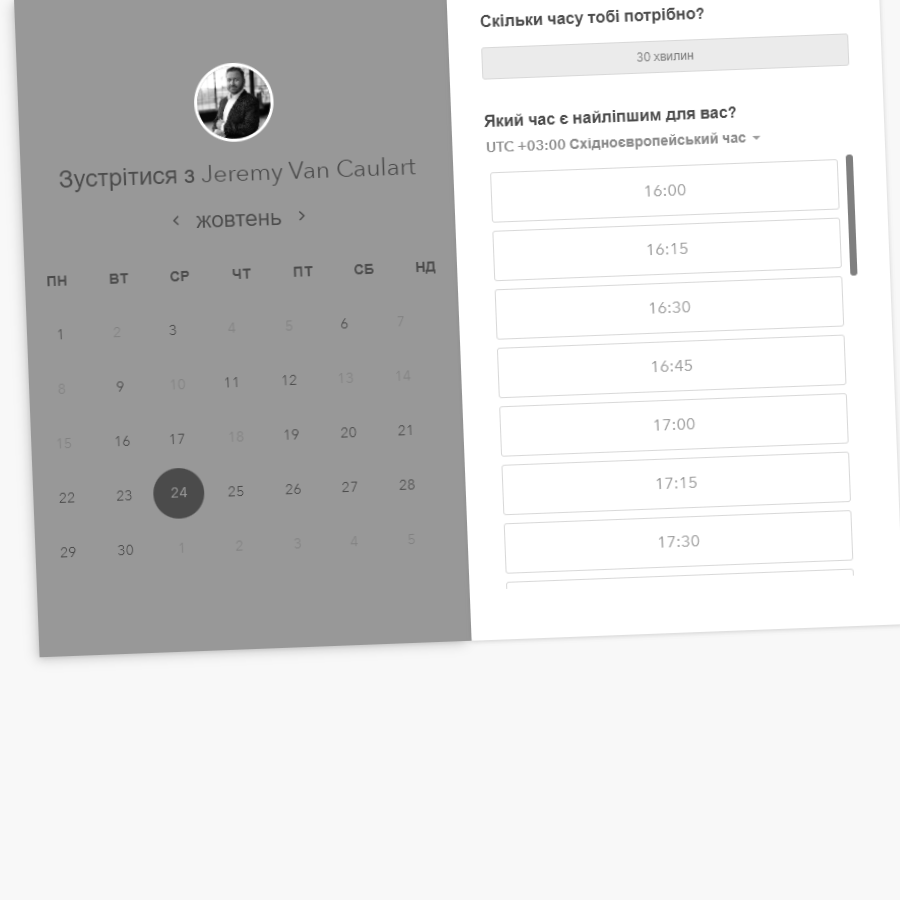 Зустрітися з Jeremy Van Caulart
жовтень
ПН ВТ СР ЧТ ПТ СБ НД
1 2 3 4 5 6 7
8 9 10 11 12 13 14
15 16 17 18 19 20 21
22 23 24 25 26 27 28
29 30 1 2 3 4 5
Скільки часу тобі потрібно?
30 хвилин
Який час є найліпшим для вас?
UTC +03:00 Східноєвропейський час
16:00
16:15
16:30
16:45
17:00
17:15
17:30